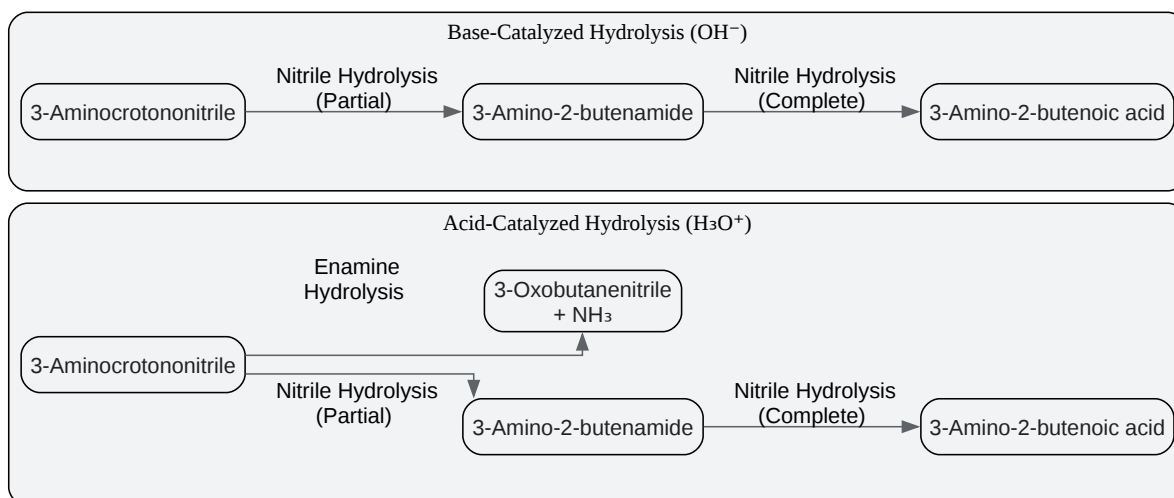 Base-Catalyzed Hydrolysis (OH⁻)
3-Aminocrotononitrile
Nitrile Hydrolysis
(Partial)
3-Amino-2-butenamide
Nitrile Hydrolysis
(Complete)
3-Amino-2-butenoic acid
Acid-Catalyzed Hydrolysis (H₃O⁺)
Enamine
Hydrolysis
3-Oxobutanenitrile
+ NH₃
3-Aminocrotononitrile
Nitrile Hydrolysis
(Partial)
3-Amino-2-butenamide
Nitrile Hydrolysis
(Complete)
3-Amino-2-butenoic acid